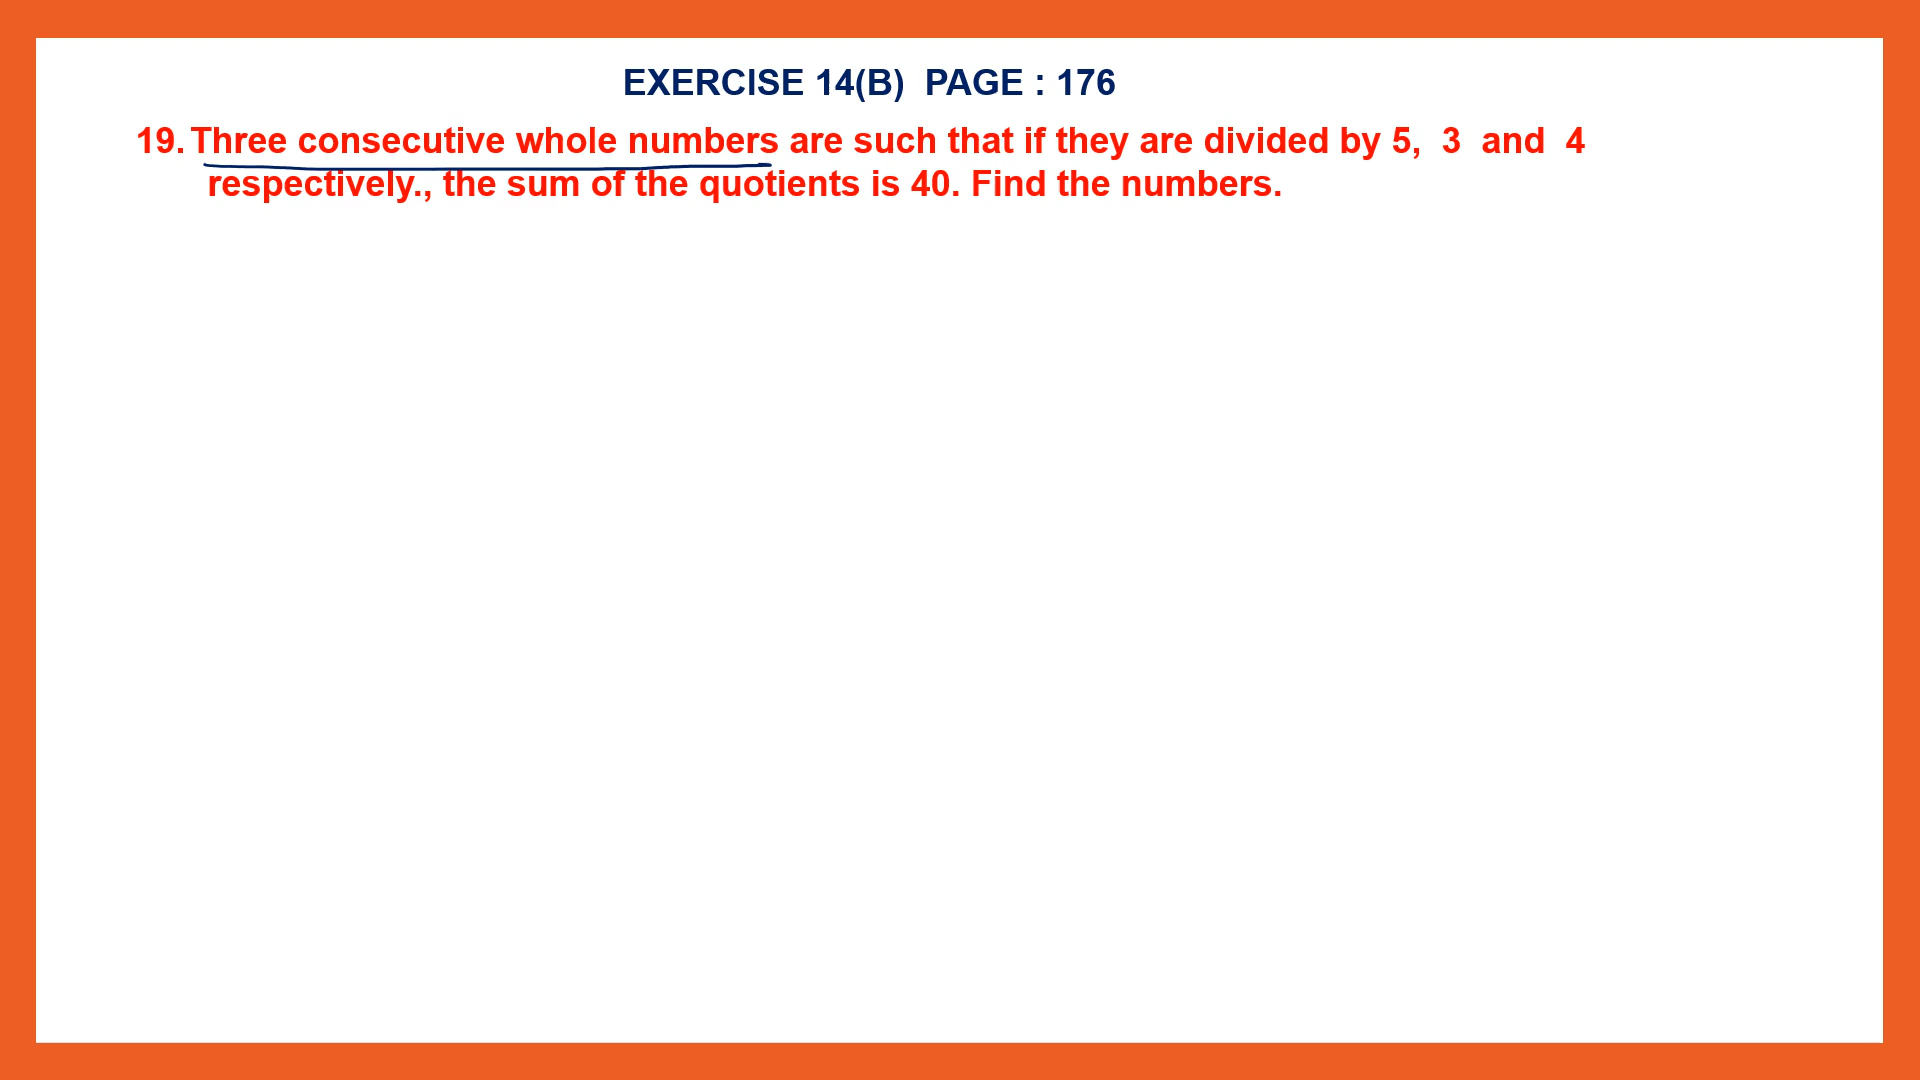 EXERCISE 14(B) PAGE : 176
19. Three consecutive whole numbers are such that if they are divided by 5, 3 and 4
respectively., the sum of the quotients is 40. Find the numbers.